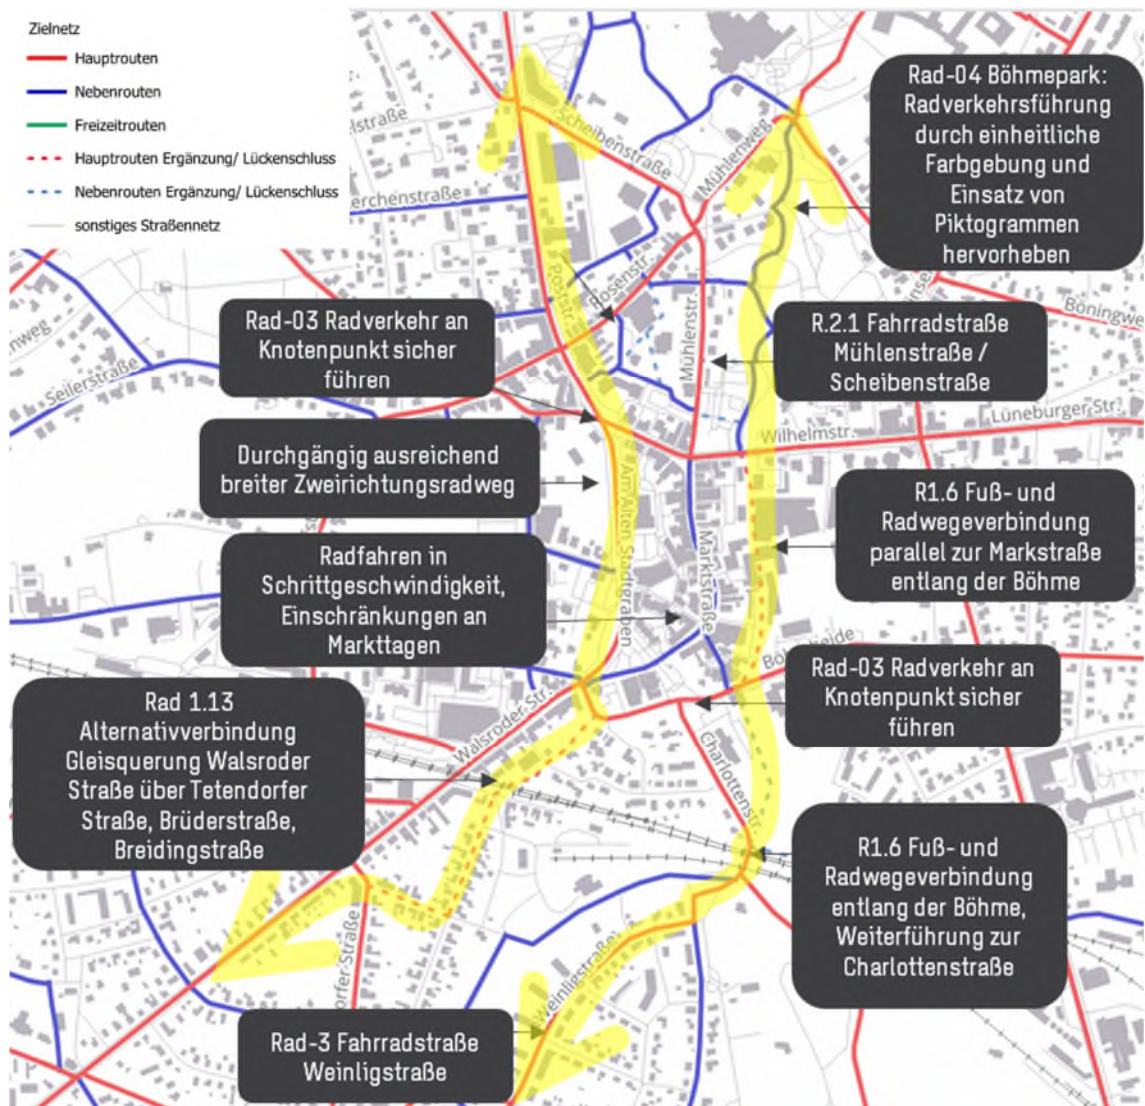 Zielnetz
Hauptrouten
Nebenrouten
Freizeitrouten
Hauptrouten Ergänzung/ Lückenschluss
Nebenrouten Ergänzung/ Lückenschluss
sonstiges Straßennetz
Rad-04 Böhmepark:
Radverkehrsführung
durch einheitliche
Farbgebung und
Einsatz von
Piktogrammen
hervorheben
Scheibenstraße
Mühlenweg
Rosenstr.
Poststr.
Mühlenstr.
Seilerstraße
Lüneburger Str.
Wilhelmstr.
Rad-03 Radverkehr an
Knotenpunkt sicher
führen
R.2.1 Fahrradstraße
Mühlenstraße /
Scheibenstraße
Durchgängig ausreichend
breiter Zweirichtungsradweg
Am Alten Stadtgraben
Marktstraße
R1.6 Fuß- und
Radwegeverbindung
parallel zur Markstraße
entlang der Böhme
Radfahren in
Schrittgeschwindigkeit,
Einschränkungen an
Markttagen
Rad-03 Radverkehr an
Knotenpunkt sicher
führen
Walsroder Str.
Charlottenstr.
Rad 1.13
Alternativverbindung
Gleisquerung Walsroder
Straße über Tetendorfer
Straße, Brüderstraße,
Breidingstraße
R1.6 Fuß- und
Radwegeverbindung
entlang der Böhme,
Weiterführung zur
Charlottenstraße
Weinligstraße
Rad-3 Fahrradstraße
Weinligstraße